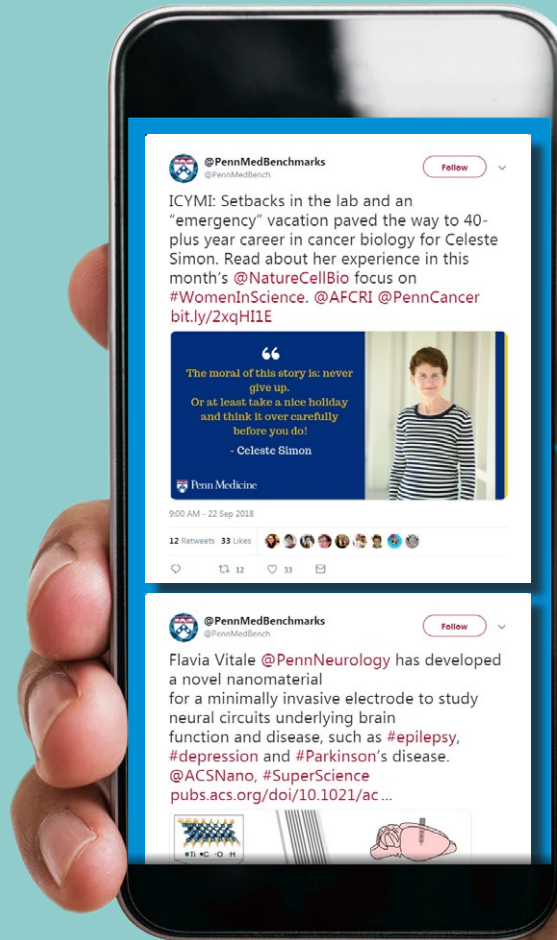 @PennMedBenchmarks
@PennMedBench
Follow
ICYMI: Setbacks in the lab and an
"emergency" vacation paved the way to 40-
plus year career in cancer biology for Celeste
Simon. Read about her experience in this
month's @NatureCellBio focus on
#WomenInScience. @AFCRI @PennCancer
bit.ly/2xqHI1E
The moral of this story is: never
give up.
Or at least take a nice holiday
and think it over carefully
before you do!
- Celeste Simon
Penn Medicine
9:00 AM - 22 Sep 2018
12 Retweets 33 Likes
12 33
@PennMedBenchmarks
@PennMedBench
Follow
Flavia Vitale @PennNeurology has developed
a novel nanomaterial
for a minimally invasive electrode to study
neural circuits underlying brain
function and disease, such as #epilepsy,
#depression and #Parkinson's disease.
@ACSNano, #SuperScience
pubs.acs.org/doi/10.1021/ac...
Ti C O H